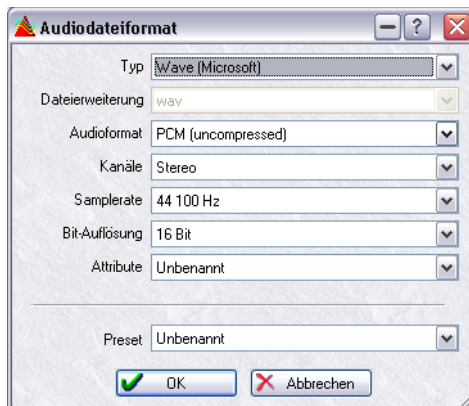 Audiodateiformat
Typ Wave (Microsoft)
Dateierweiterung wav
Audioformat PCM (uncompressed)
Kanäle Stereo
Samplerate 44 100 Hz
Bit-Auflösung 16 Bit
Attribute Unbenannt
Preset Unbenannt
OK Abbrechen